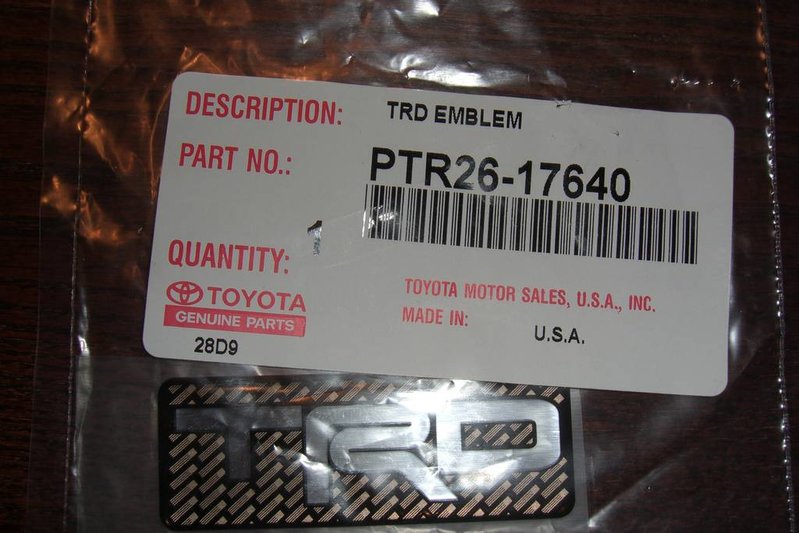 DESCRIPTION: TRD EMBLEM
PART NO.: PTR26-17640
QUANTITY: 1
TOYOTA
GENUINE PARTS
28D9
TOYOTA MOTOR SALES, U.S.A., INC.
MADE IN: U.S.A.
TRD